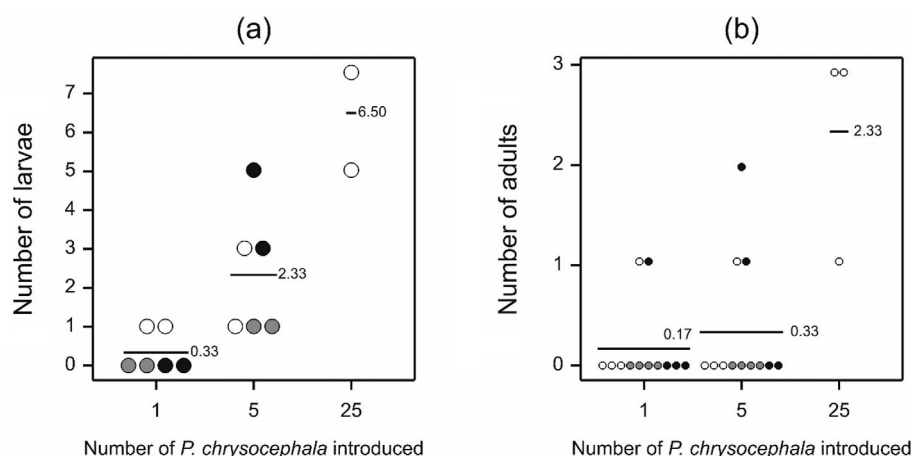 (a)
Number of larvae
7
6
5
4
3
2
1
0
6.50
2.33
0.33
1 5 25
Number of P. chrysocephala introduced
(b)
Number of adults
3
2
1
0
2.33
0.17
0.33
1 5 25
Number of P. chrysocephala introduced